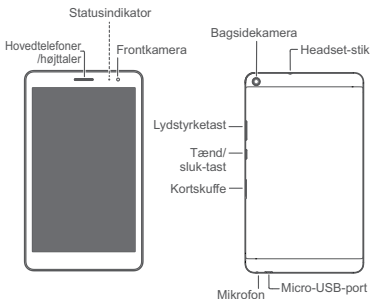 Statusindikator
Hovedtelefoner
/højttaler
Frontkamera
Bagsidekamera
Headset-stik
Lydstyrketast
Tænd/
sluk-tast
Kortskuffe
Mikrofon
Micro-USB-port